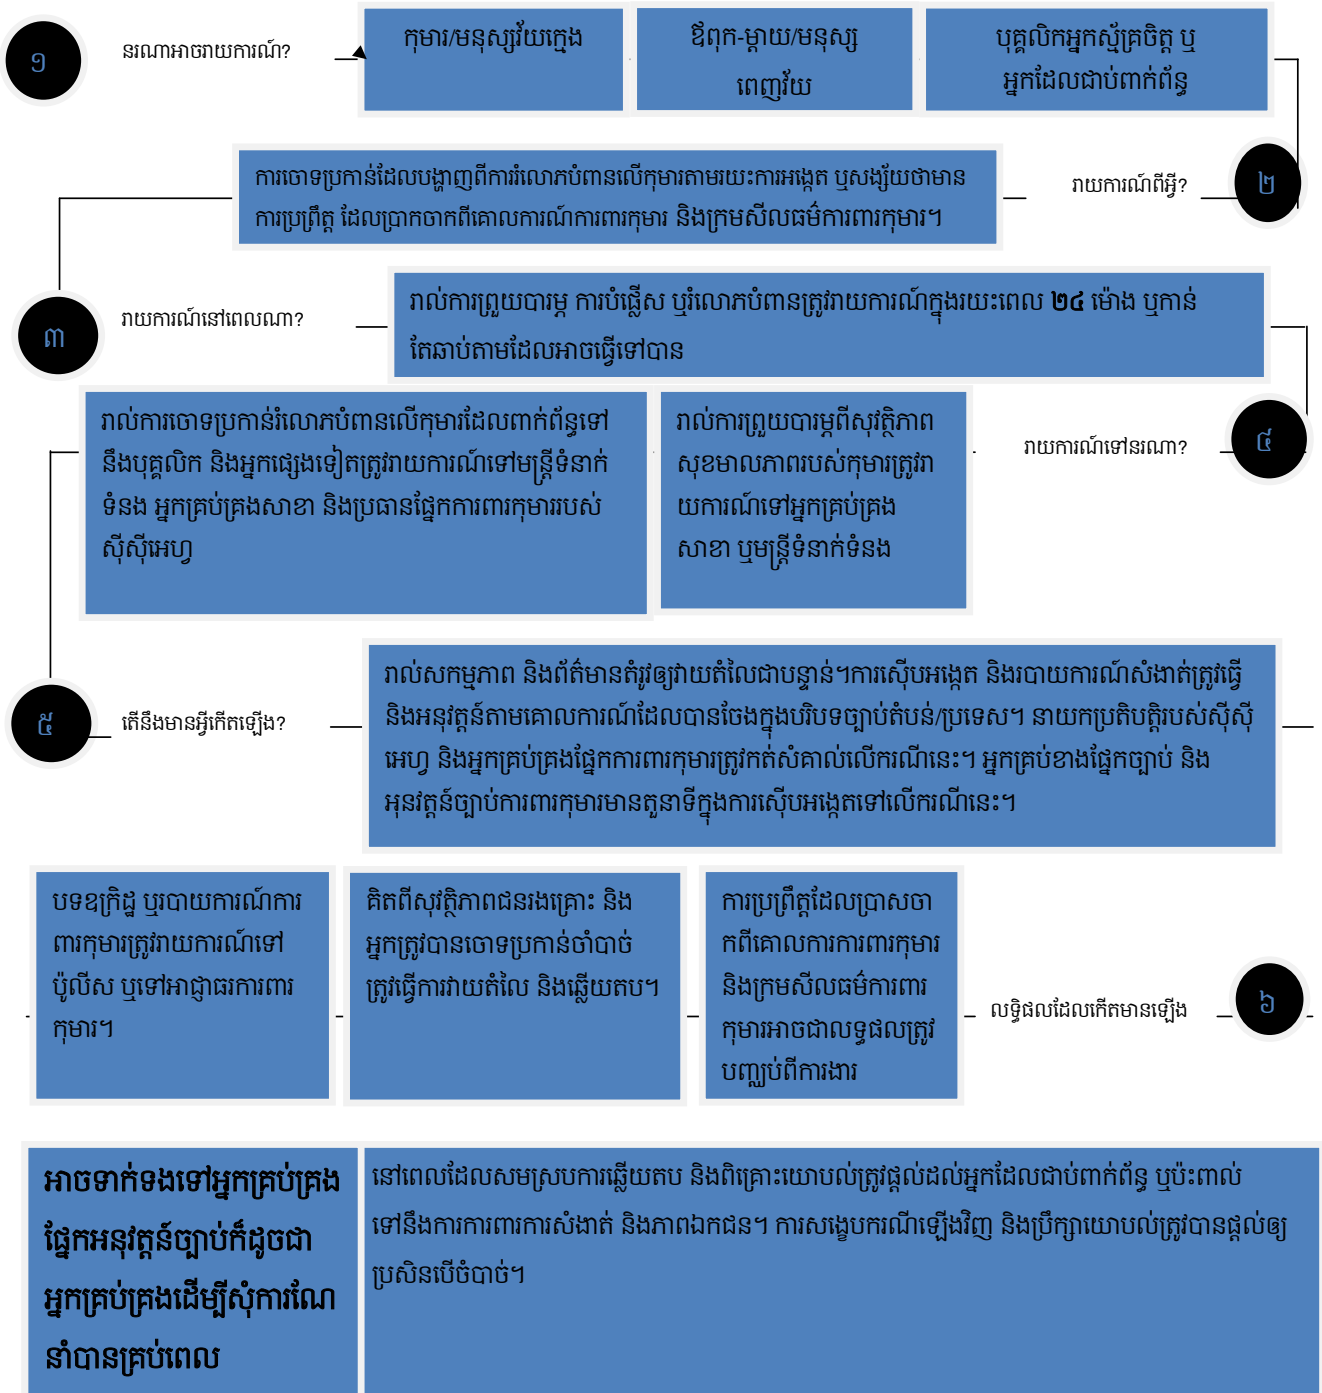 ១
នរណាអាចរាយការណ៍?
កុមារ/មនុស្សវ័យក្មេង
ឪពុក-ម្តាយ/មនុស្ស
ពេញវ័យ
បុគ្គលិកអ្នកស្ម័គ្រចិត្ត ឬ
អ្នកដែលជាប់ពាក់ព័ន្ធ
២
រាយការណ៍ពីអ្វី?
ការចោទប្រកាន់ដែលបង្ហាញពីការរំលោភបំពានលើកុមារតាមរយះការអង្កេត ឬសង្ស័យថាមាន
ការប្រព្រឹត្ត ដែលប្រាកចាកពីគោលការណ៍ការពារកុមារ និងក្រមសីលធម៌ការពារកុមារ។
៣
រាយការណ៍នៅពេលណា?
រាល់ការព្រួយបារម្ភ ការបំផ្លើស ឬរំលោភបំពានត្រូវរាយការណ៍ក្នុងរយះពេល ២៤ ម៉ោង ឬកាន់
តែឆាប់តាមដែលអាចធ្វើទៅបាន
៤
រាយការណ៍ទៅនរណា?
រាល់ការព្រួយបារម្ភពីសុវត្ថិភាព
សុខមាលភាពរបស់កុមារត្រូវរា
យការណ៍ទៅអ្នកគ្រប់គ្រង
សាខា ឬមន្ត្រីទំនាក់ទំនង
រាល់ការចោទប្រកាន់រំលោភបំពានលើកុមារដែលពាក់ព័ន្ធទៅ
នឹងបុគ្គលិក និងអ្នកផ្សេងទៀតត្រូវរាយការណ៍ទៅមន្ត្រីទំនាក់
ទំនង អ្នកគ្រប់គ្រងសាខា និងប្រធានផ្នែកការពារកុមាររបស់
ស៊ីស៊ីអេហ្វ
៥
តើនឹងមានអ្វីកើតឡើង?
រាល់សកម្មភាព និងព័ត៌មានតំរូវឲ្យវាយតំលៃជាបន្ទាន់។ការស៊ើបអង្កេត និងរបាយការណ៍សំងាត់ត្រូវធ្វើ
និងអនុវត្តន៍តាមគោលការណ៍ដែលបានចែងក្នុងបរិបទច្បាប់តំបន់/ប្រទេស។ នាយកប្រតិបត្តិរបស់ស៊ីស៊ី
អេហ្វ និងអ្នកគ្រប់គ្រងផ្នែកការពារកុមារត្រូវកត់សំគាល់លើករណីនេះ។ អ្នកគ្រប់ខាងផ្នែកច្បាប់ និង
អុនវត្តន៍ច្បាប់ការពារកុមារមានតួនាទីក្នុងការស៊ើបអង្កេតទៅលើករណីនេះ។
៦
លទ្ធិផលដែលកើតមានឡើង
ការប្រព្រឹត្តដែលប្រាសចា
កពីគោលការការពារកុមារ
និងក្រមសីលធម៌ការពារ
កុមារអាចជាលទ្ធផលត្រូវ
បញ្ឈប់ពីការងារ
គិតពីសុវត្ថិភាពជនរងគ្រោះ និង
អ្នកត្រូវបានចោទប្រកាន់ចាំបាច់
ត្រូវធ្វើការវាយតំលៃ និងឆ្លើយតប។
បទឧក្រិដ្ឋ ឬរបាយការណ៍ការ
ពារកុមារត្រូវរាយការណ៍ទៅ
ប៉ូលីស ឬទៅអាជ្ញាធរការពារ
កុមារ។
អាចទាក់ទងទៅអ្នកគ្រប់គ្រង
ផ្នែកអនុវត្តន៍ច្បាប់ក៏ដូចជា
អ្នកគ្រប់គ្រងដើម្បីសុំការណែ
នាំបានគ្រប់ពេល
នៅពេលដែលសមស្របការឆ្លើយតប និងពិគ្រោះយោបល់ត្រូវផ្តល់ដល់អ្នកដែលជាប់ពាក់ព័ន្ធ ឬប៉ះពាល់
ទៅនឹងការការពារការសំងាត់ និងភាពឯកជន។ ការសង្ខេបករណីឡើងវិញ និងប្រឹក្សាយោបល់ត្រូវបានផ្តល់ឲ្យ
ប្រសិនបើចំបាច់។